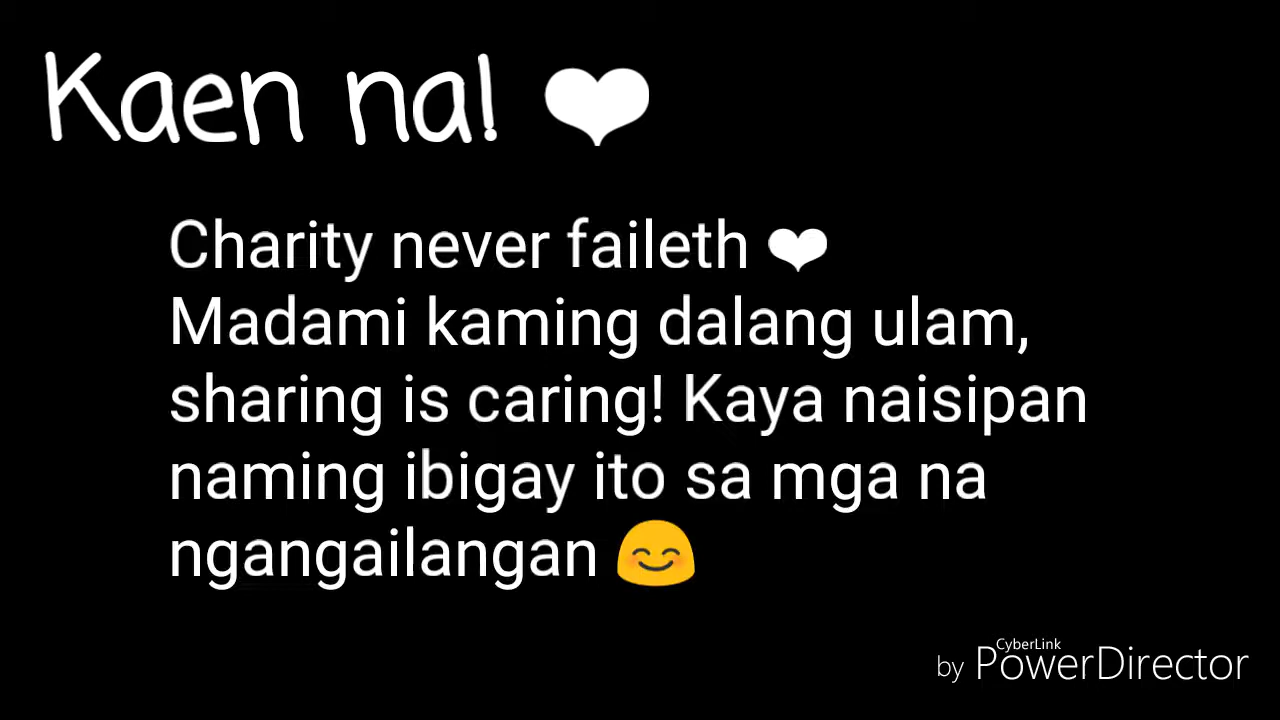 Kaen na! ❤
Charity never faileth ❤
Madami kaming dalang ulam,
sharing is caring! Kaya naisipan
naming ibigay ito sa mga na
ngangailangan 😊
by CyberLink PowerDirector